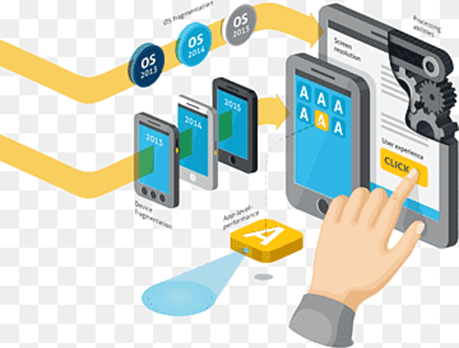 OS fragmentation
OS
2013
OS
2014
OS
2015
Processing
abilities
Screen
resolution
2013
2014
2015
A A A
A A A
User experience
CLICK
Device
fragmentation
App-level-
performance
A